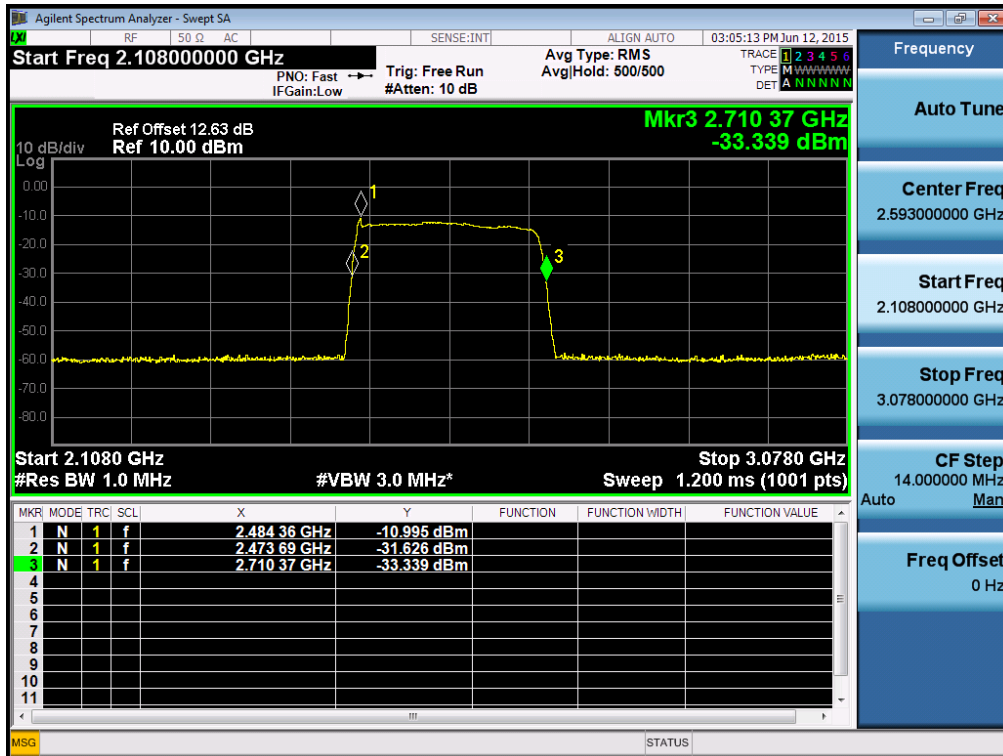 Agilent Spectrum Analyzer - Swept SA
LXI RF 50 Ω AC SENSE:INT ALIGN AUTO 03:05:13 PM Jun 12, 2015
Start Freq 2.108000000 GHz
PNO: Fast
IFGain:Low
Trig: Free Run
#Atten: 10 dB
Avg Type: RMS
Avg|Hold: 500/500
TRACE 1 2 3 4 5 6
TYPE M WWWWW
DET A N N N N N
Ref Offset 12.63 dB
10 dB/div Ref 10.00 dBm
Log
Mkr3 2.710 37 GHz
-33.339 dBm
0.00
-10.0
-20.0
-30.0
-40.0
-50.0
-60.0
-70.0
-80.0
1
2
3
Start 2.1080 GHz Stop 3.0780 GHz
#Res BW 1.0 MHz #VBW 3.0 MHz* Sweep 1.200 ms (1001 pts)
MKR MODE TRC SCL X Y FUNCTION FUNCTION WIDTH FUNCTION VALUE
1 N 1 f 2.484 36 GHz -10.995 dBm
2 N 1 f 2.473 69 GHz -31.626 dBm
3 N 1 f 2.710 37 GHz -33.339 dBm
4
5
6
7
8
9
10
11
MSG STATUS
Frequency
Auto Tune
Center Freq
2.593000000 GHz
Start Freq
2.108000000 GHz
Stop Freq
3.078000000 GHz
CF Step
14.000000 MHz
Auto Man
Freq Offset
0 Hz